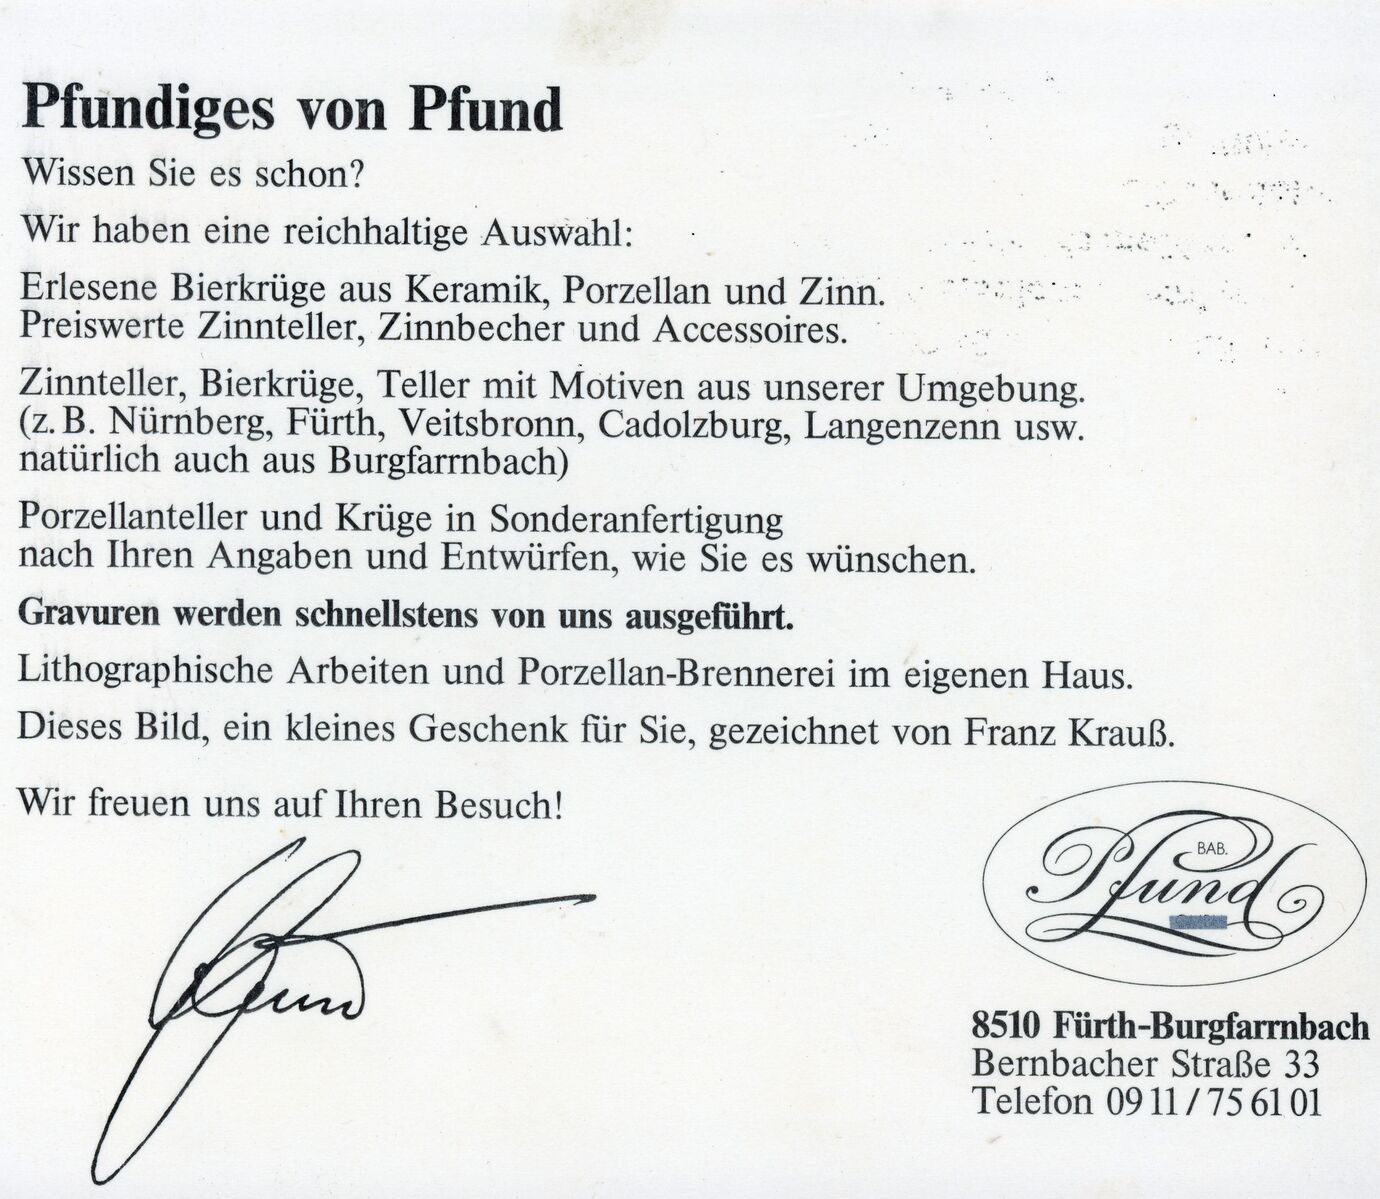 Pfundiges von Pfund
Wissen Sie es schon?
Wir haben eine reichhaltige Auswahl:
Erlesene Bierkrüge aus Keramik, Porzellan und Zinn.
Preiswerte Zinnteller, Zinnbecher und Accessoires.
Zinnteller, Bierkrüge, Teller mit Motiven aus unserer Umgebung.
(z. B. Nürnberg, Fürth, Veitsbronn, Cadolzburg, Langenzenn usw.
natürlich auch aus Burgfarrnbach)
Porzellanteller und Krüge in Sonderanfertigung
nach Ihren Angaben und Entwürfen, wie Sie es wünschen.
Gravuren werden schnellstens von uns ausgeführt.
Lithographische Arbeiten und Porzellan-Brennerei im eigenen Haus.
Dieses Bild, ein kleines Geschenk für Sie, gezeichnet von Franz Krauß.
Wir freuen uns auf Ihren Besuch!
BAB.
Pfund
8510 Fürth-Burgfarrnbach
Bernbacher Straße 33
Telefon 09 11 / 75 61 01